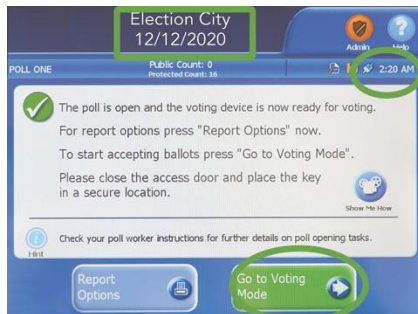 Election City
12/12/2020
Admin
Help
POLL ONE
Public Count: 0
Protected Count: 16
2:20 AM
The poll is open and the voting device is now ready for voting.
For report options press "Report Options" now.
To start accepting ballots press "Go to Voting Mode".
Please close the access door and place the key
in a secure location.
Show Me How
Hint
Check your poll worker instructions for further details on poll opening tasks.
Report
Options
Go to Voting
Mode